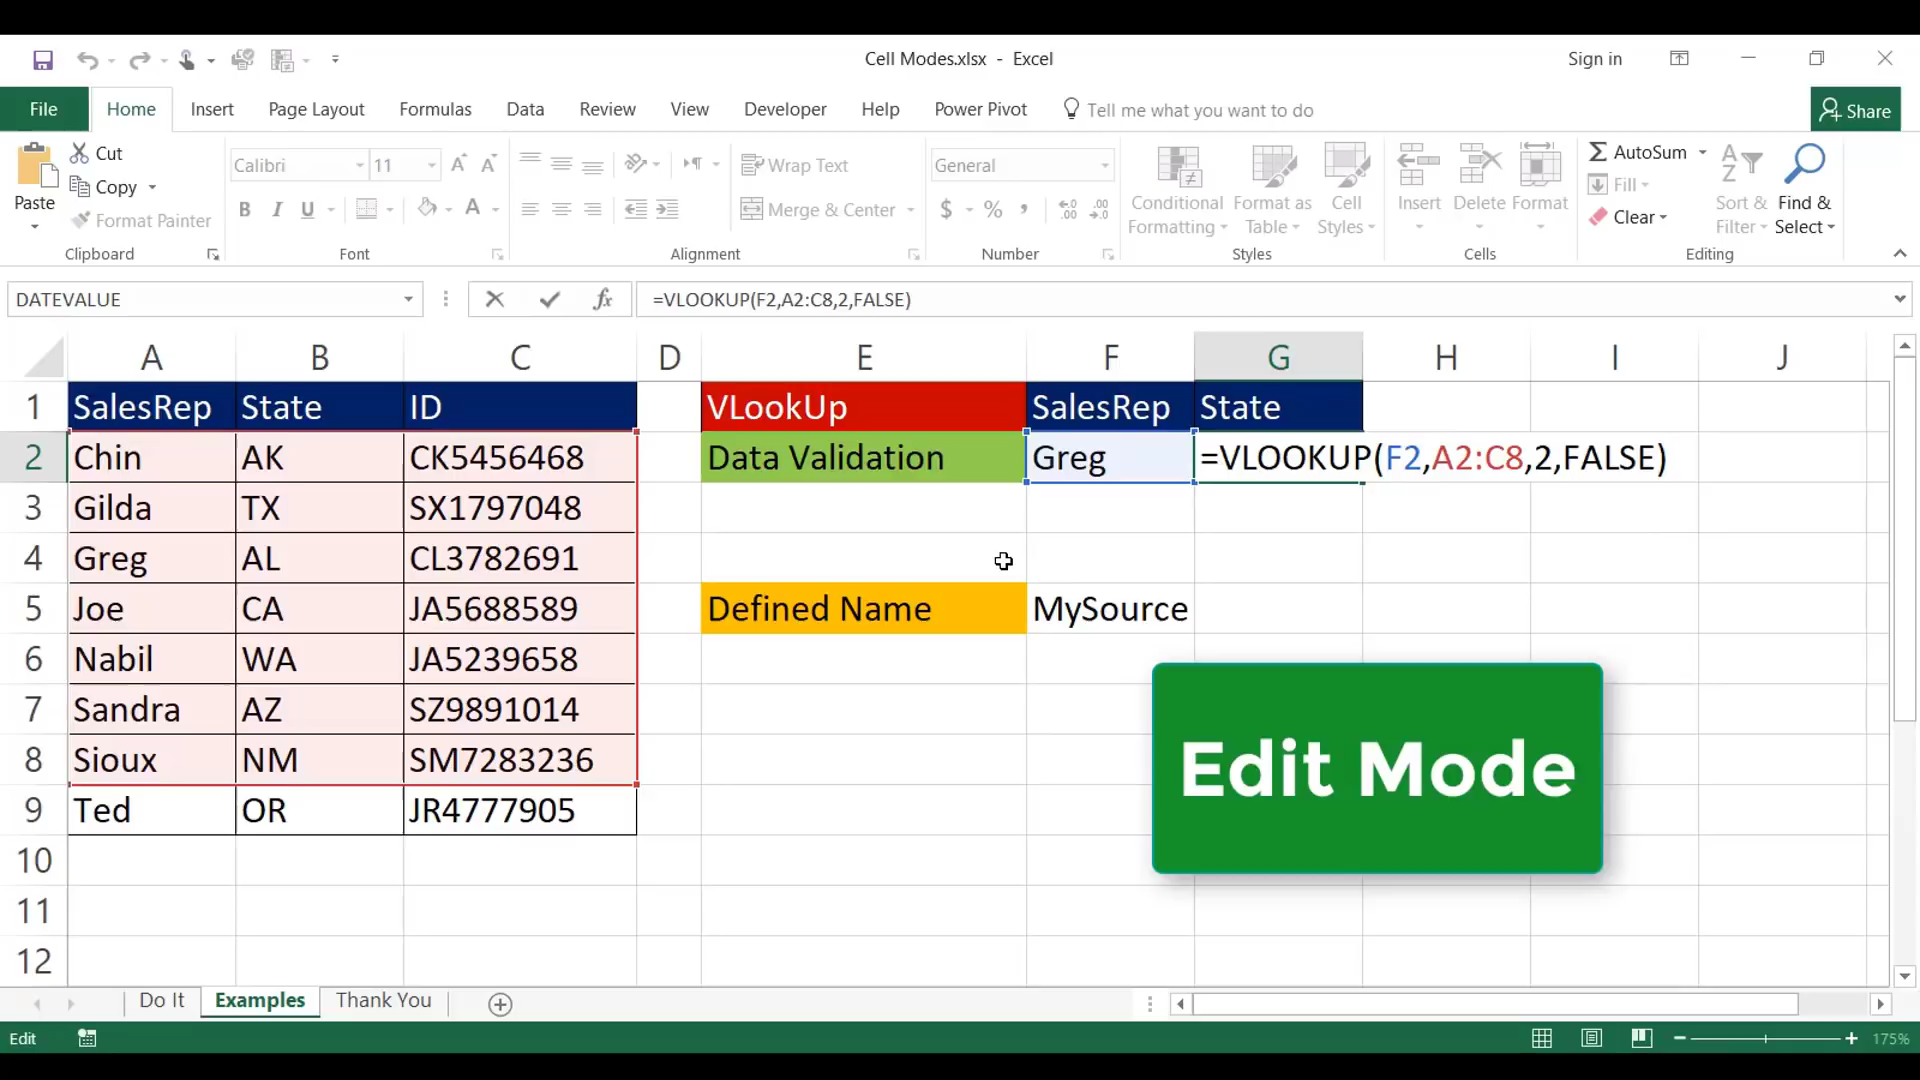 Cell Modes.xlsx - Excel
Sign in
File Home Insert Page Layout Formulas Data Review View Developer Help Power Pivot Tell me what you want to do Share
Paste
Cut
Copy
Format Painter
Clipboard
Calibri 11
B I U A
Font
Wrap Text
Merge & Center
Alignment
General
$ % ,
Number
Conditional Formatting
Format as Table
Cell Styles
Styles
Insert Delete Format
Cells
AutoSum
Fill
Clear
Sort & Filter
Find & Select
Editing
DATEVALUE fx =VLOOKUP(F2,A2:C8,2,FALSE)
A B C D E F G H I J
1 SalesRep State ID VLookUp SalesRep State
2 Chin AK CK5456468 Data Validation Greg =VLOOKUP(F2,A2:C8,2,FALSE)
3 Gilda TX SX1797048
4 Greg AL CL3782691
5 Joe CA JA5688589 Defined Name MySource
6 Nabil WA JA5239658
7 Sandra AZ SZ9891014
8 Sioux NM SM7283236
9 Ted OR JR4777905
10
11
12
Edit Mode
Do It Examples Thank You
Edit
175%